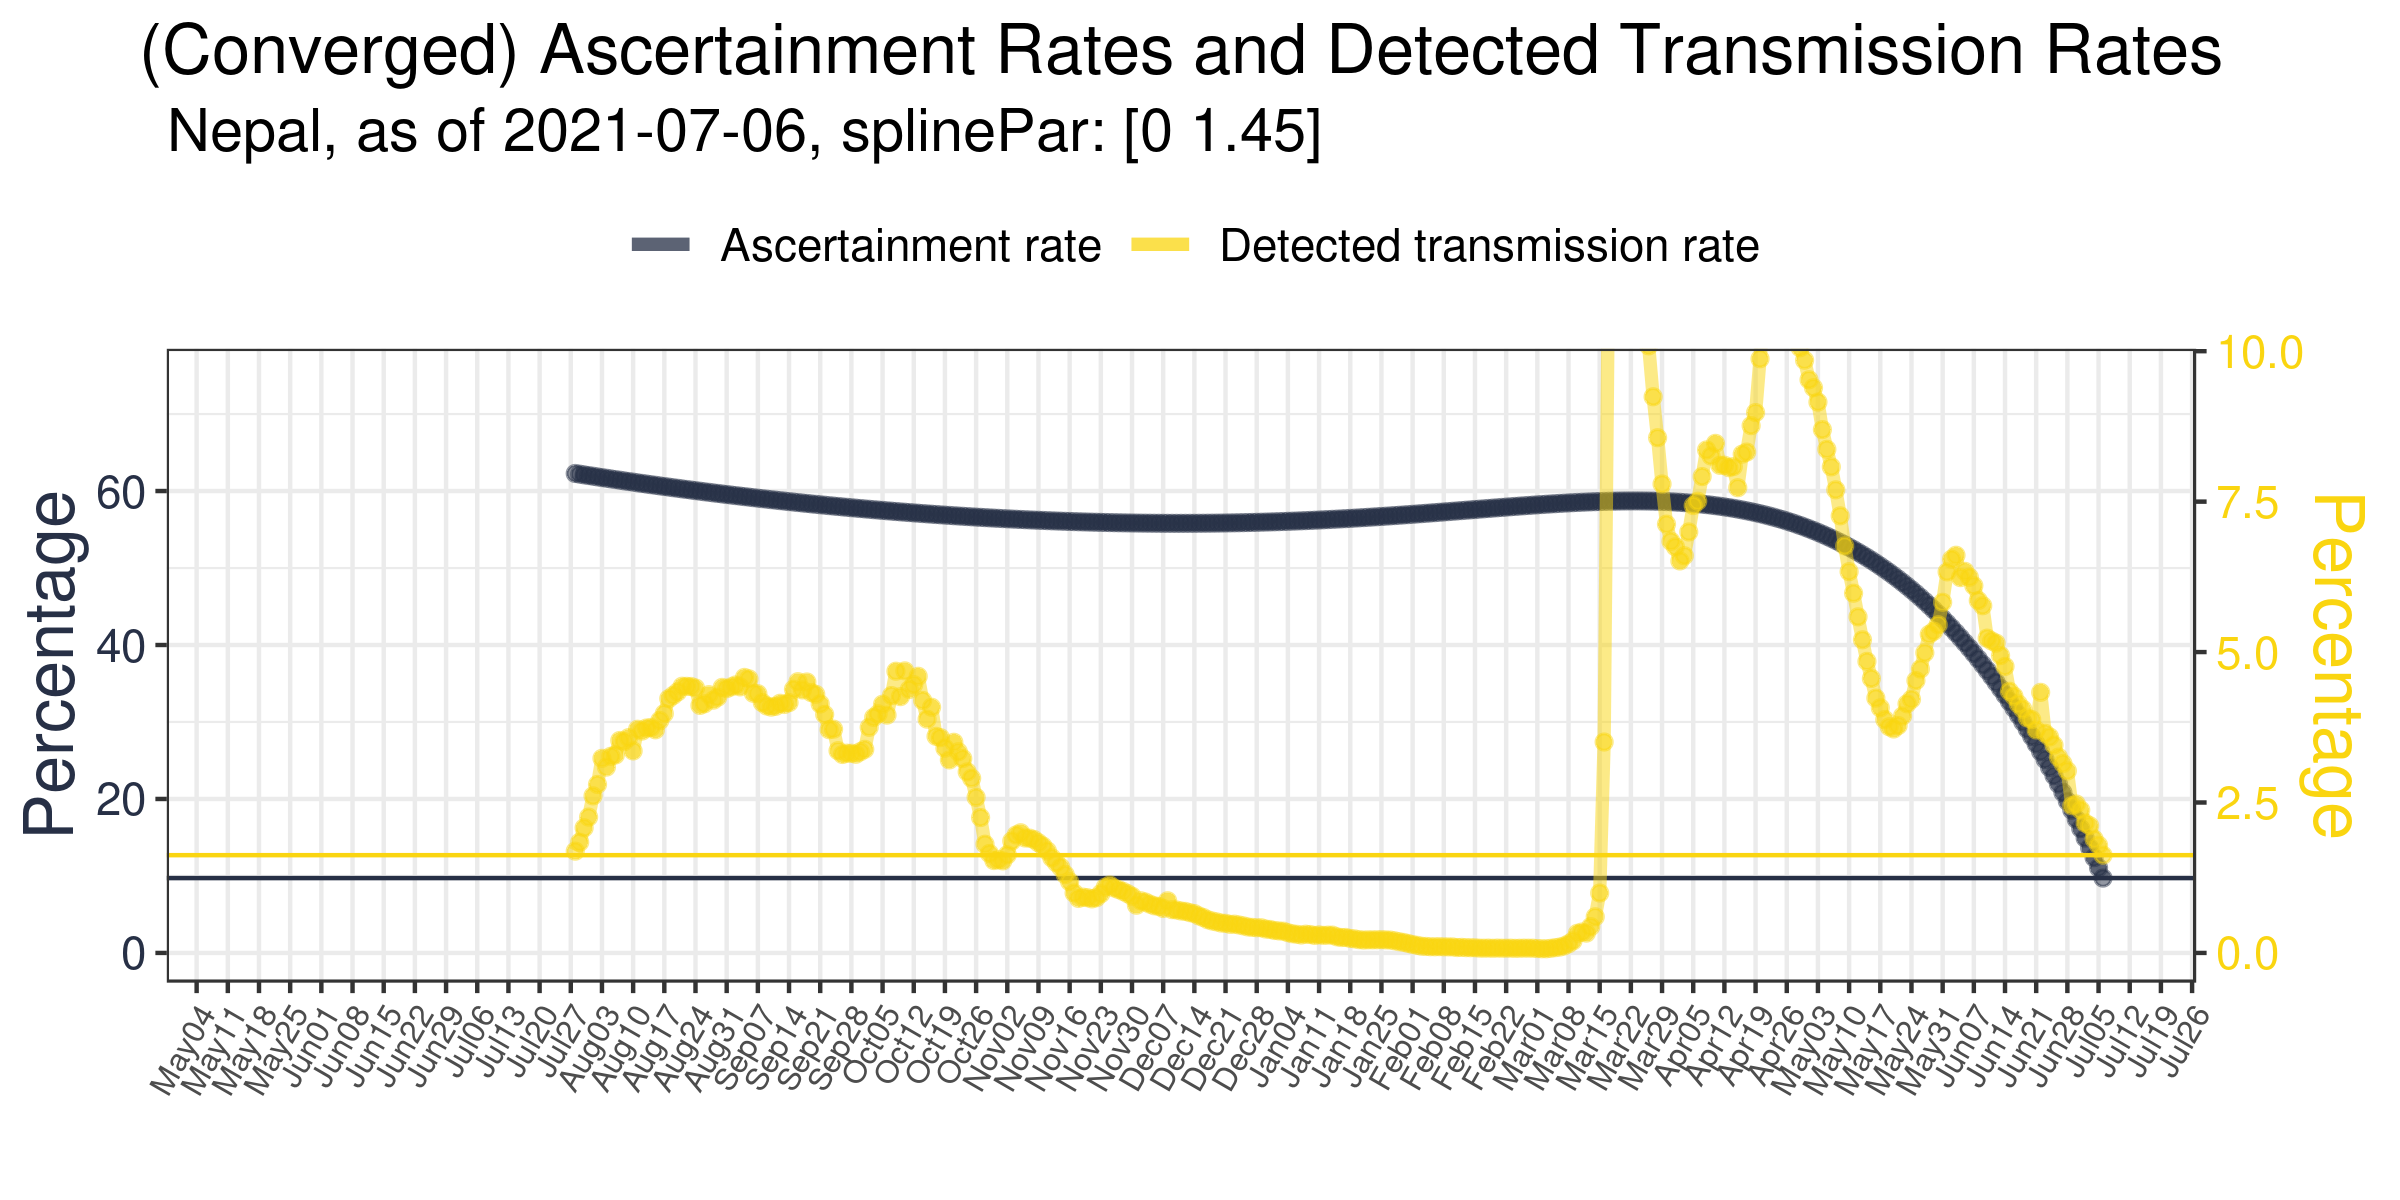 (Converged) Ascertainment Rates and Detected Transmission Rates
Nepal, as of 2021-07-06, splinePar: [0 1.45]
Ascertainment rate
Detected transmission rate
Percentage
60
40
20
0
10.0
7.5
5.0
2.5
0.0
Percentage
May04
May11
May18
May25
Jun01
Jun08
Jun15
Jun22
Jun29
Jul06
Jul13
Jul20
Jul27
Aug03
Aug10
Aug17
Aug24
Aug31
Sep07
Sep14
Sep21
Sep28
Oct05
Oct12
Oct19
Oct26
Nov02
Nov09
Nov16
Nov23
Nov30
Dec07
Dec14
Dec21
Dec28
Jan04
Jan11
Jan18
Jan25
Feb01
Feb08
Feb15
Feb22
Mar01
Mar08
Mar15
Mar22
Mar29
Apr05
Apr12
Apr19
Apr26
May03
May10
May17
May24
May31
Jun07
Jun14
Jun21
Jun28
Jul05
Jul12
Jul19
Jul26